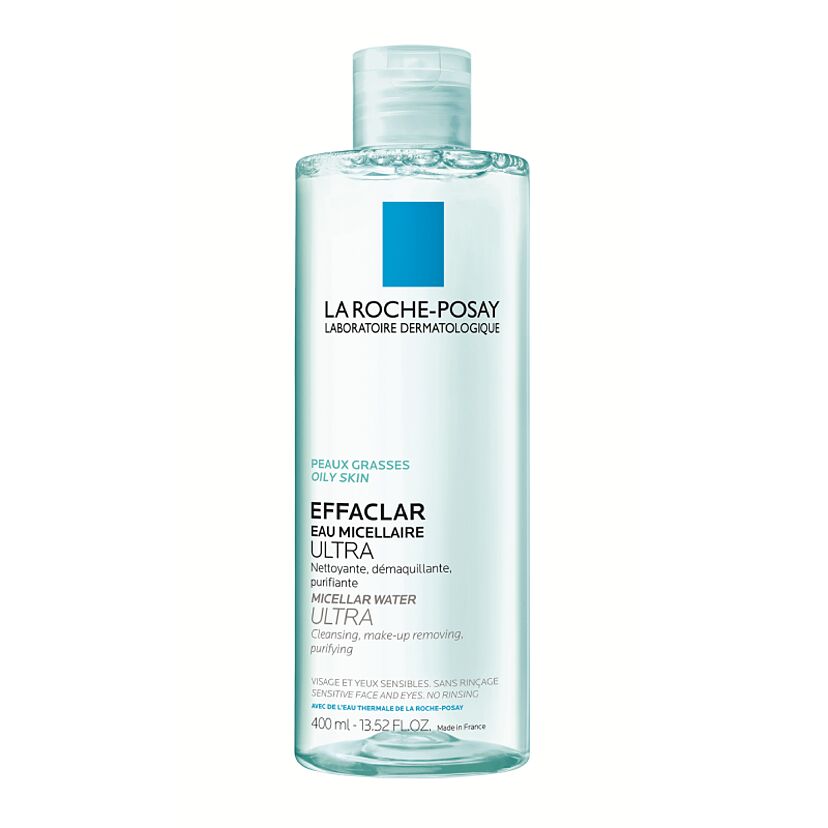 LA ROCHE-POSAY
LABORATOIRE DERMATOLOGIQUE
PEAUX GRASSES
OILY SKIN
EFFACLAR
EAU MICELLAIRE
ULTRA
Nettoyante, démaquillante,
purifiante
MICELLAR WATER
ULTRA
Cleansing, make-up removing,
purifying
VISAGE ET YEUX SENSIBLES. SANS RINÇAGE
SENSITIVE FACE AND EYES. NO RINSING
AVEC DE L'EAU THERMALE DE LA ROCHE-POSAY
400 ml - 13.52 FL.OZ. Made in France